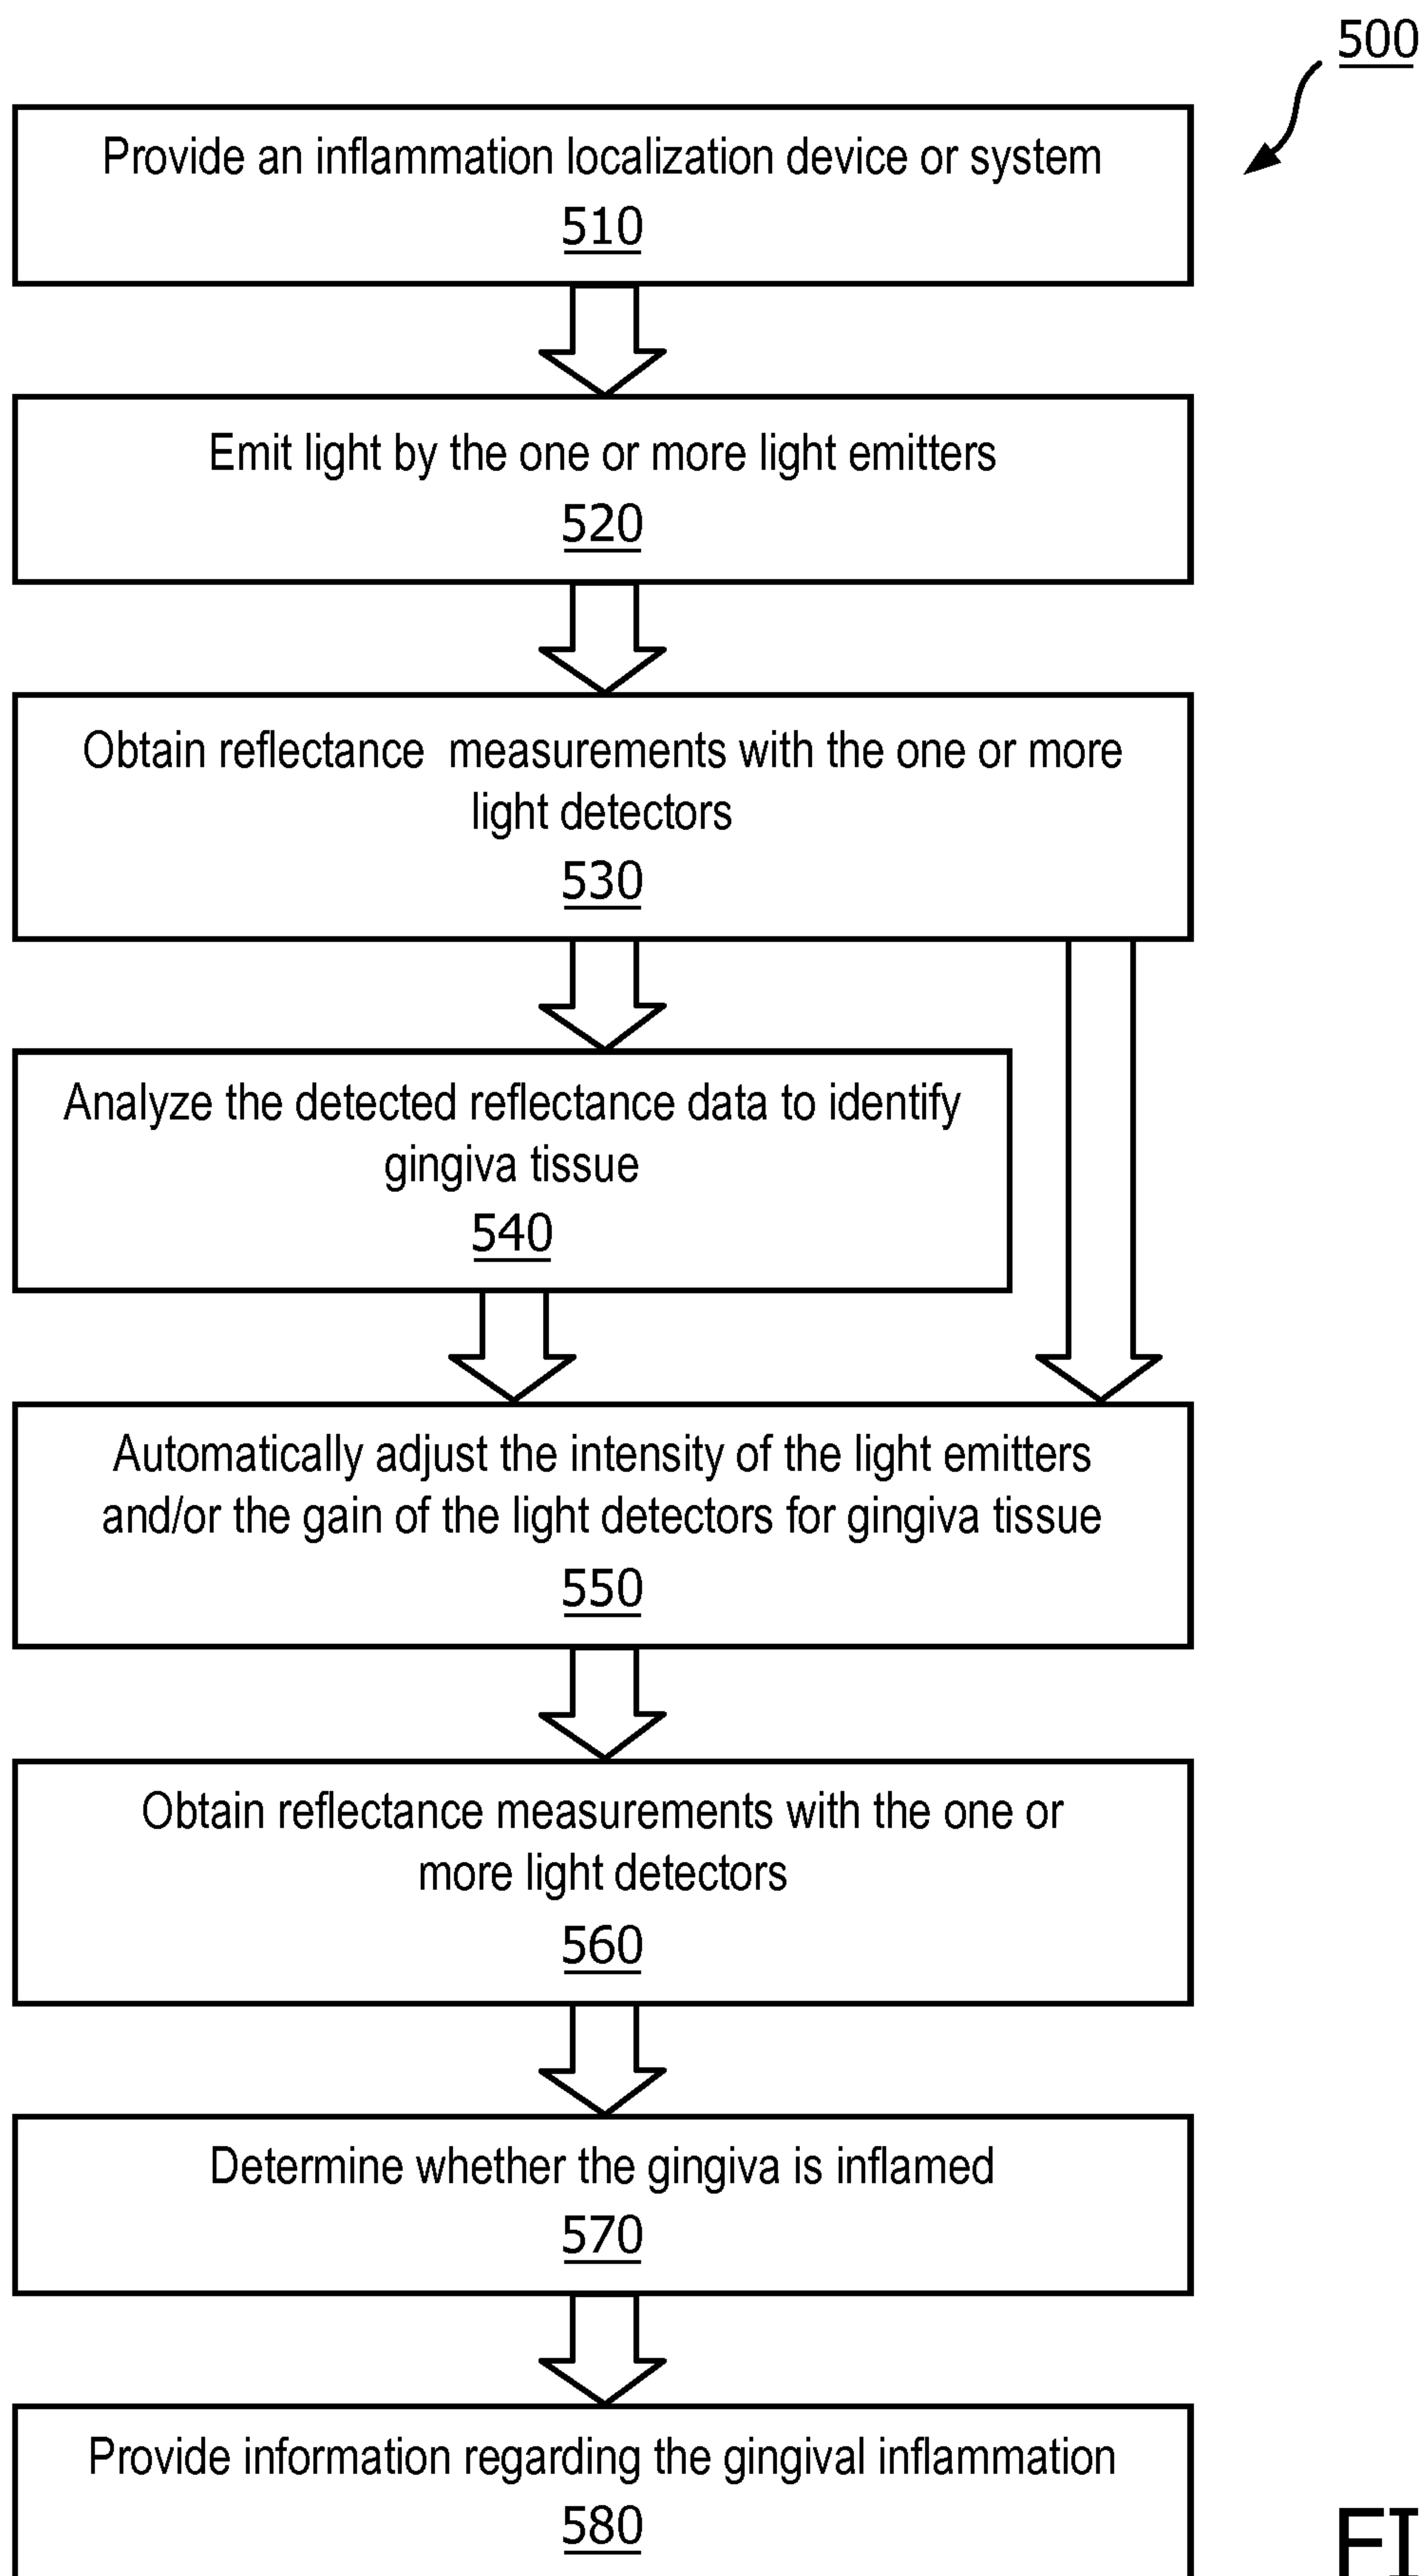 500
Provide an inflammation localization device or system
510
Emit light by the one or more light emitters
520
Obtain reflectance measurements with the one or more
light detectors
530
Analyze the detected reflectance data to identify
gingiva tissue
540
Automatically adjust the intensity of the light emitters
and/or the gain of the light detectors for gingiva tissue
550
Obtain reflectance measurements with the one or
more light detectors
560
Determine whether the gingiva is inflamed
570
Provide information regarding the gingival inflammation
580
FI